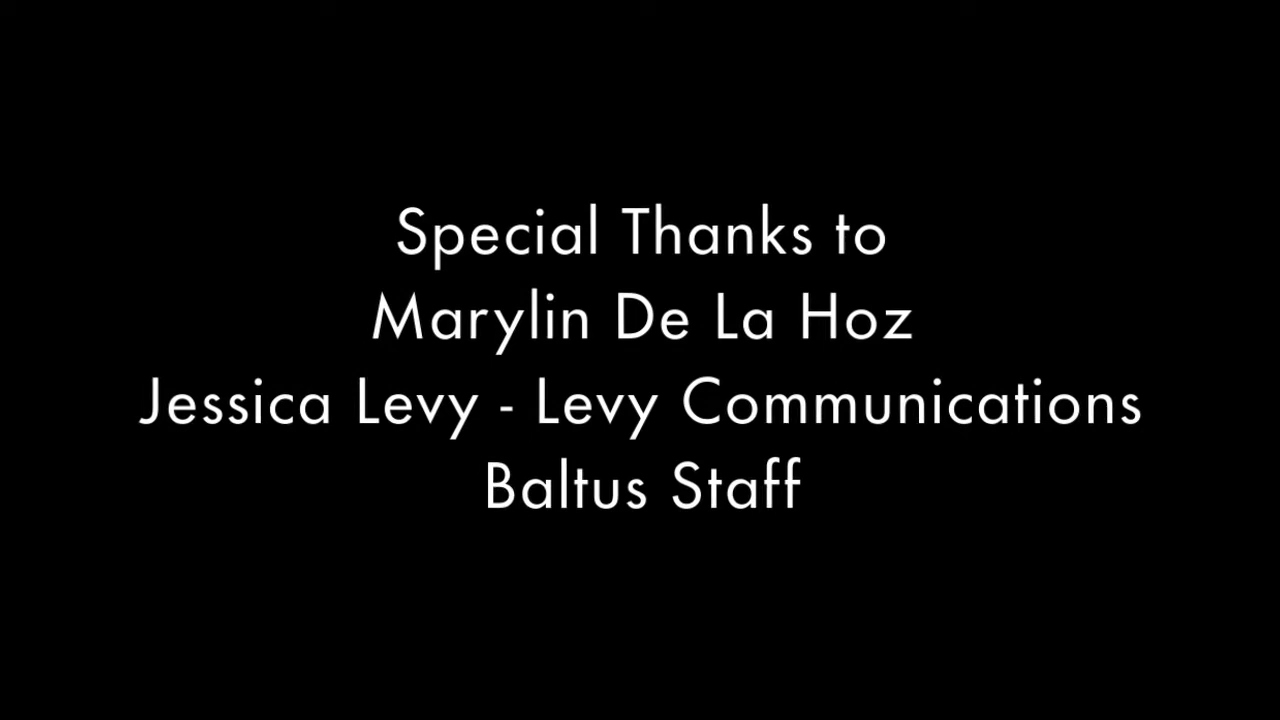 Special Thanks to
Marylin De La Hoz
Jessica Levy - Levy Communications
Baltus Staff